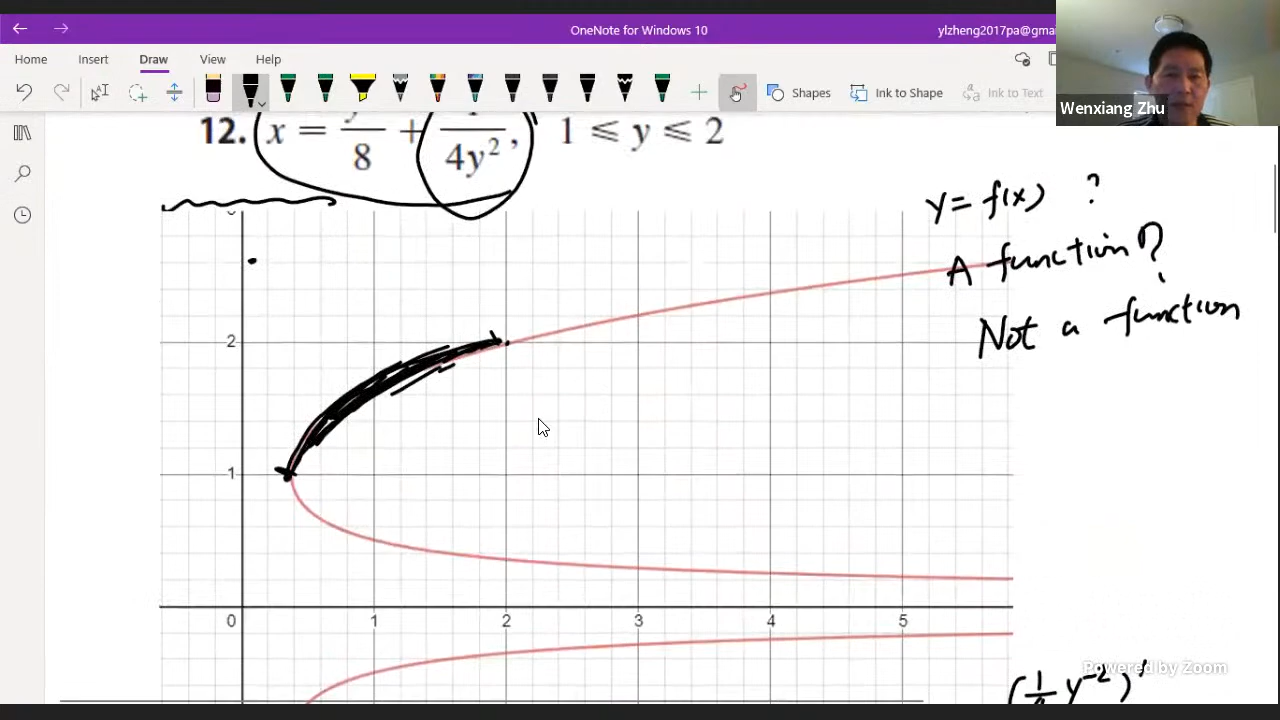 OneNote for Windows 10
ylzheng2017pa@gma
Home Insert Draw View Help
Shapes Ink to Shape Ink to Text
Wenxiang Zhu
12. x = 8 + 4y², 1 ⩽ y ⩽ 2
y = f(x) ?
A function?
Not a function
2
1
0 1 2 3 4 5
Powered by Zoom
y⁻²)'